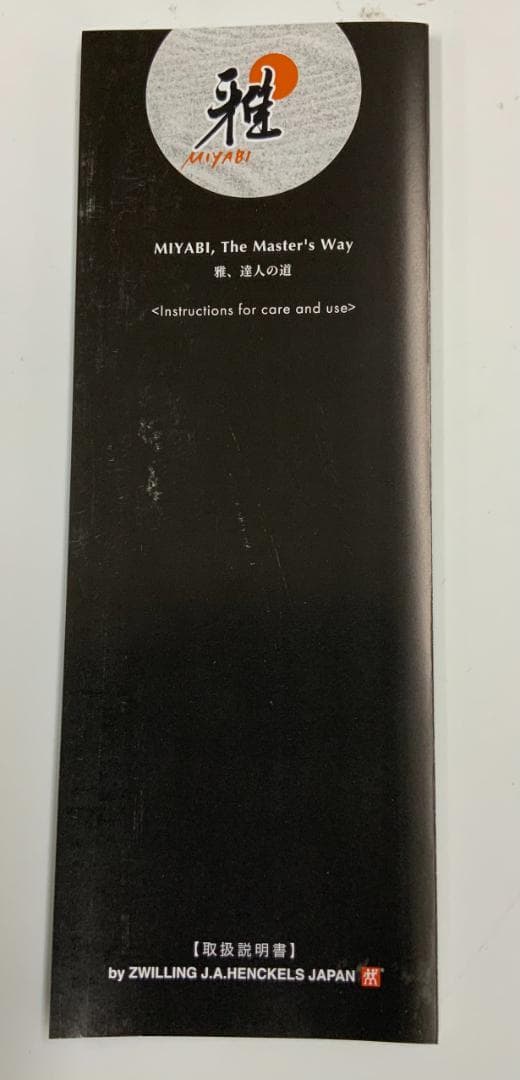 雅
MIYABI
MIYABI, The Master's Way
雅、達人の道
<Instructions for care and use>
【取扱説明書】
by ZWILLING J.A.HENCKELS JAPAN